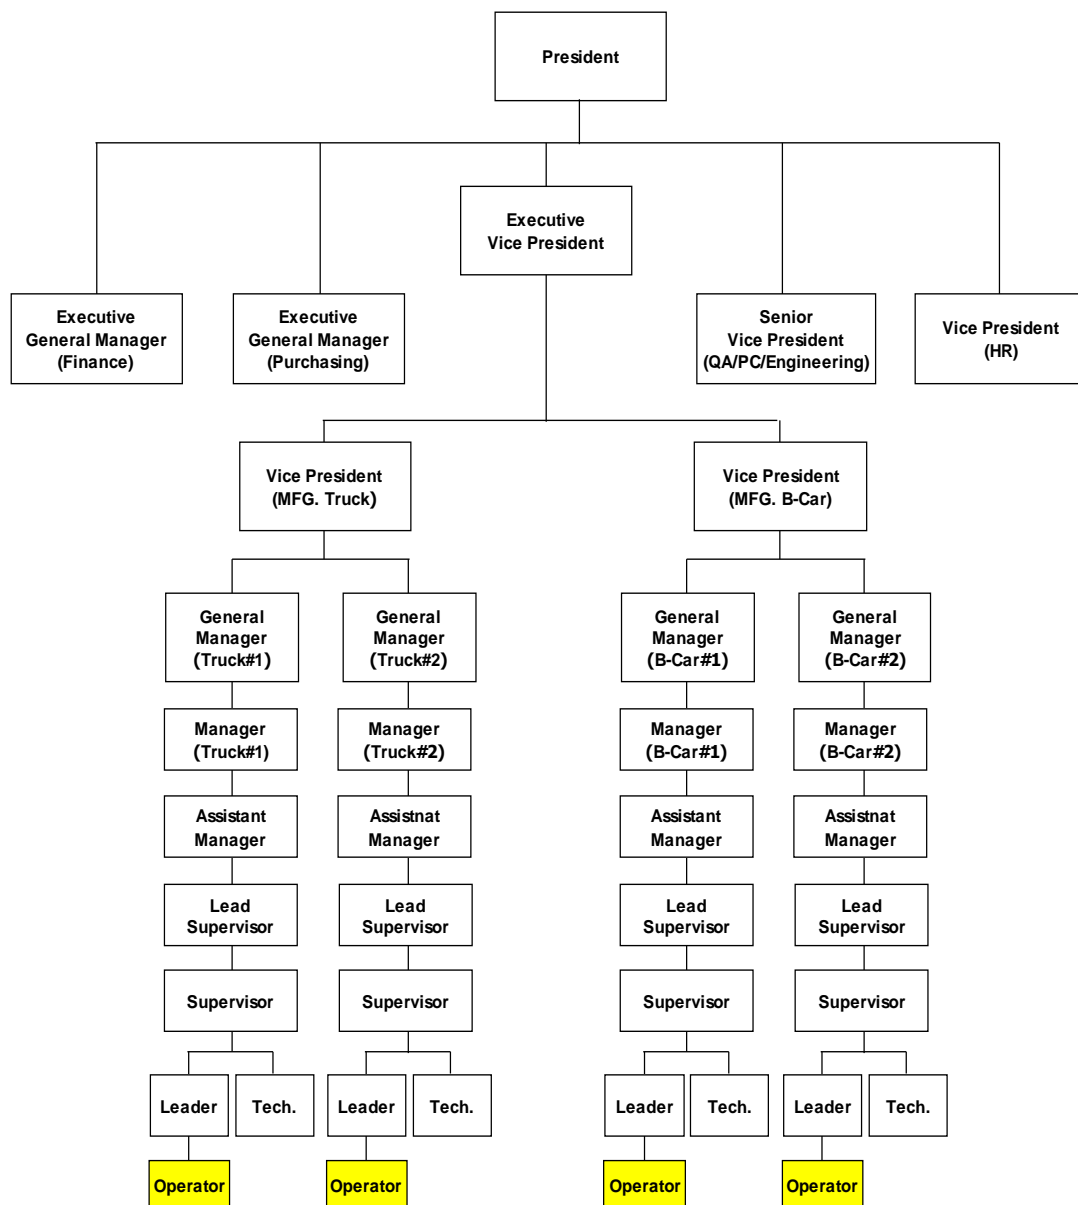 President
Executive
Vice President
Executive
General Manager
(Finance)
Executive
General Manager
(Purchasing)
Senior
Vice President
(QA/PC/Engineering)
Vice President
(HR)
Vice President
(MFG. Truck)
Vice President
(MFG. B-Car)
General
Manager
(Truck#1)
General
Manager
(Truck#2)
General
Manager
(B-Car#1)
General
Manager
(B-Car#2)
Manager
(Truck#1)
Manager
(Truck#2)
Manager
(B-Car#1)
Manager
(B-Car#2)
Assistant
Manager
Assistnat
Manager
Assistant
Manager
Assistnat
Manager
Lead
Supervisor
Lead
Supervisor
Lead
Supervisor
Lead
Supervisor
Supervisor
Supervisor
Supervisor
Supervisor
Leader
Tech.
Leader
Tech.
Leader
Tech.
Leader
Tech.
Operator
Operator
Operator
Operator